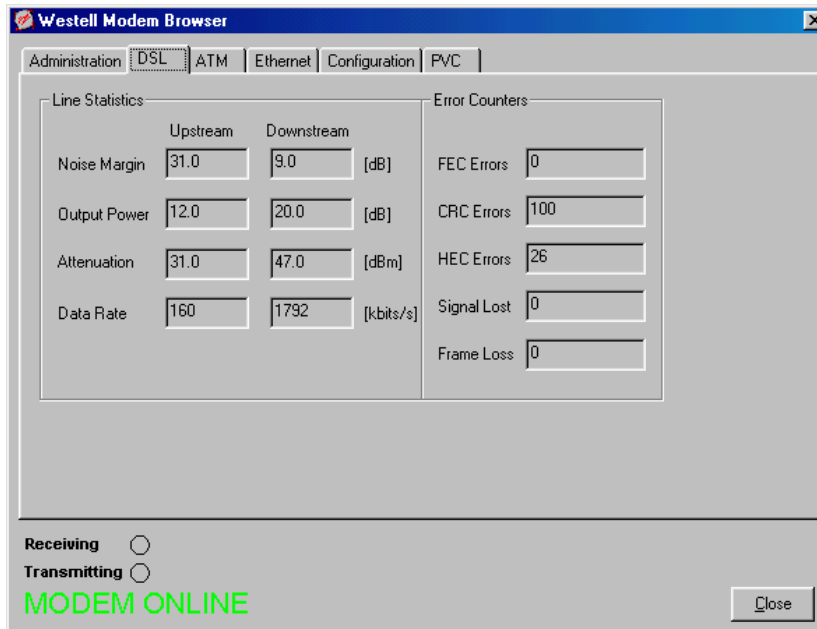 Westell Modem Browser
Administration DSL ATM Ethernet Configuration PVC
Line Statistics
Upstream Downstream
Noise Margin 31.0 9.0 [dB]
Output Power 12.0 20.0 [dB]
Attenuation 31.0 47.0 [dBm]
Data Rate 160 1792 [kbits/s]
Error Counters
FEC Errors 0
CRC Errors 100
HEC Errors 26
Signal Lost 0
Frame Loss 0
Receiving
Transmitting
MODEM ONLINE
Close